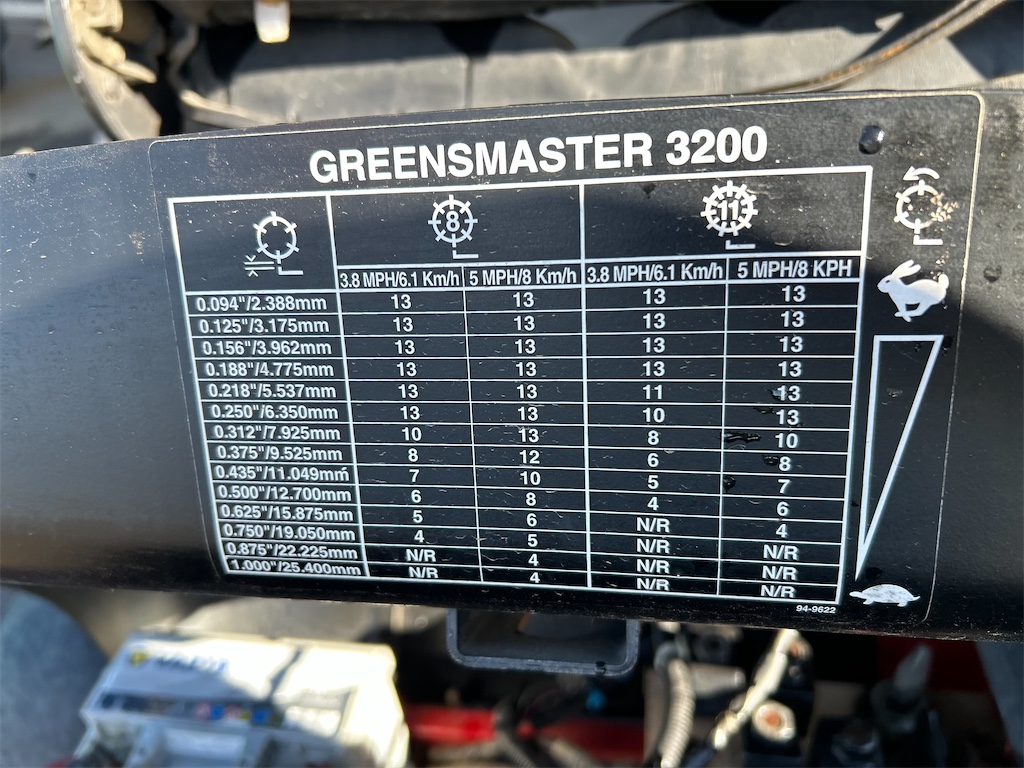 GREENSMASTER 3200
8 11
3.8 MPH/6.1 Km/h 5 MPH/8 Km/h 3.8 MPH/6.1 Km/h 5 MPH/8 KPH
0.094"/2.388mm 13 13 13 13
0.125"/3.175mm 13 13 13 13
0.156"/3.962mm 13 13 13 13
0.188"/4.775mm 13 13 13 13
0.218"/5.537mm 13 13 11 13
0.250"/6.350mm 13 13 10 13
0.312"/7.925mm 10 13 8 10
0.375"/9.525mm 8 12 6 8
0.435"/11.049mm 7 10 5 7
0.500"/12.700mm 6 8 4 6
0.625"/15.875mm 5 6 N/R 4
0.750"/19.050mm 4 5 N/R N/R
0.875"/22.225mm N/R 4 N/R N/R
1.000"/25.400mm N/R 4 N/R N/R
94-9622